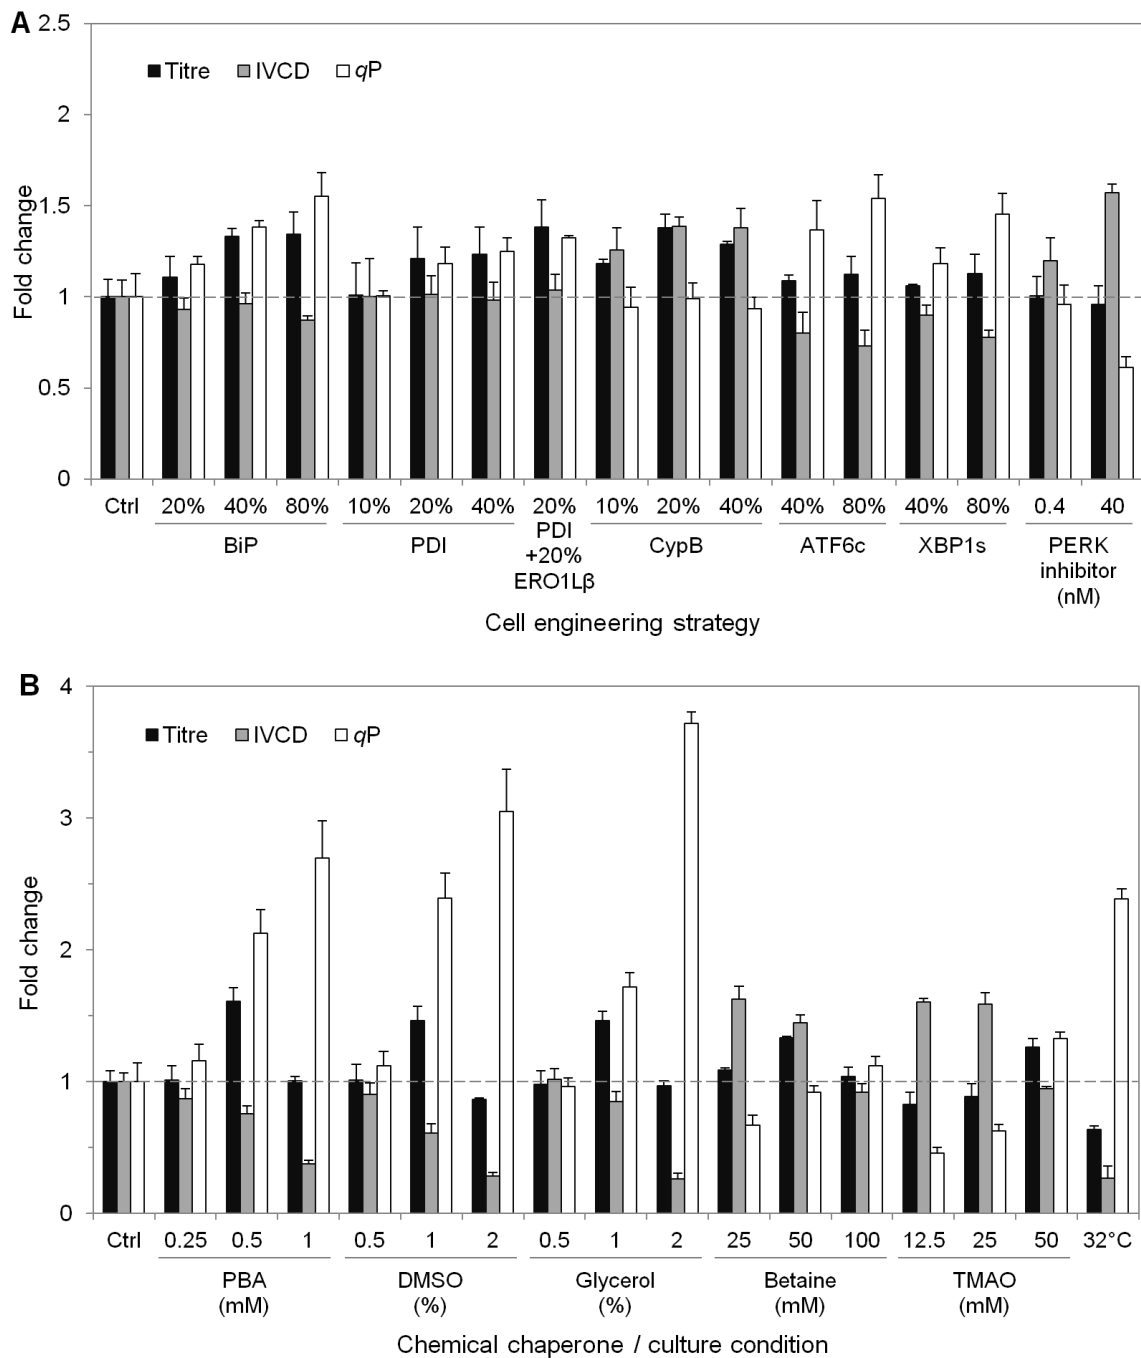 A
2.5
Titre IVCD qP
2
1.5
1
0.5
0
Fold change
Ctrl 20% 40% 80% 10% 20% 40% 20% 10% 20% 40% 40% 80% 40% 80% 0.4 40
BiP PDI PDI CypB ATF6c XBP1s PERK
+20% inhibitor
ERO1Lβ (nM)
Cell engineering strategy
B
4
Titre IVCD qP
3
2
1
0
Fold change
Ctrl 0.25 0.5 1 0.5 1 2 0.5 1 2 25 50 100 12.5 25 50 32°C
PBA DMSO Glycerol Betaine TMAO
(mM) (%) (%) (mM) (mM)
Chemical chaperone / culture condition